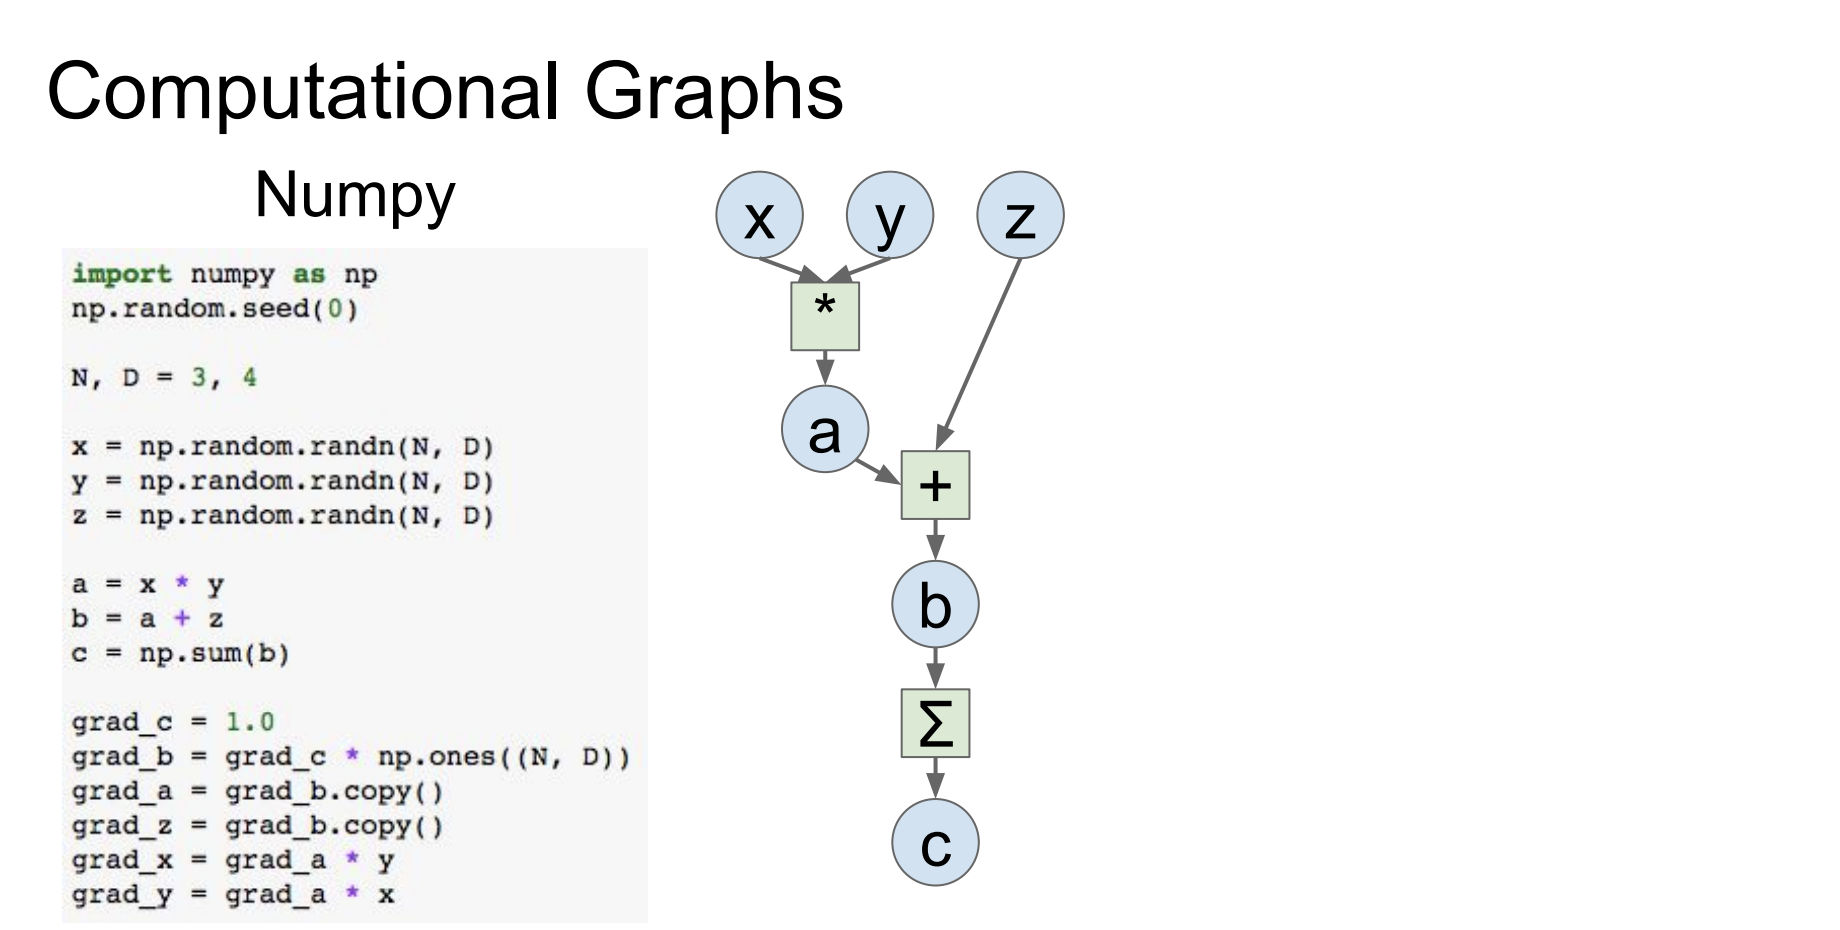 Computational Graphs
Numpy
import numpy as np
np.random.seed(0)
N, D = 3, 4
x = np.random.randn(N, D)
y = np.random.randn(N, D)
z = np.random.randn(N, D)
a = x * y
b = a + z
c = np.sum(b)
grad_c = 1.0
grad_b = grad_c * np.ones((N, D))
grad_a = grad_b.copy()
grad_z = grad_b.copy()
grad_x = grad_a * y
grad_y = grad_a * x
x y z
*
a
+
b
Σ
c